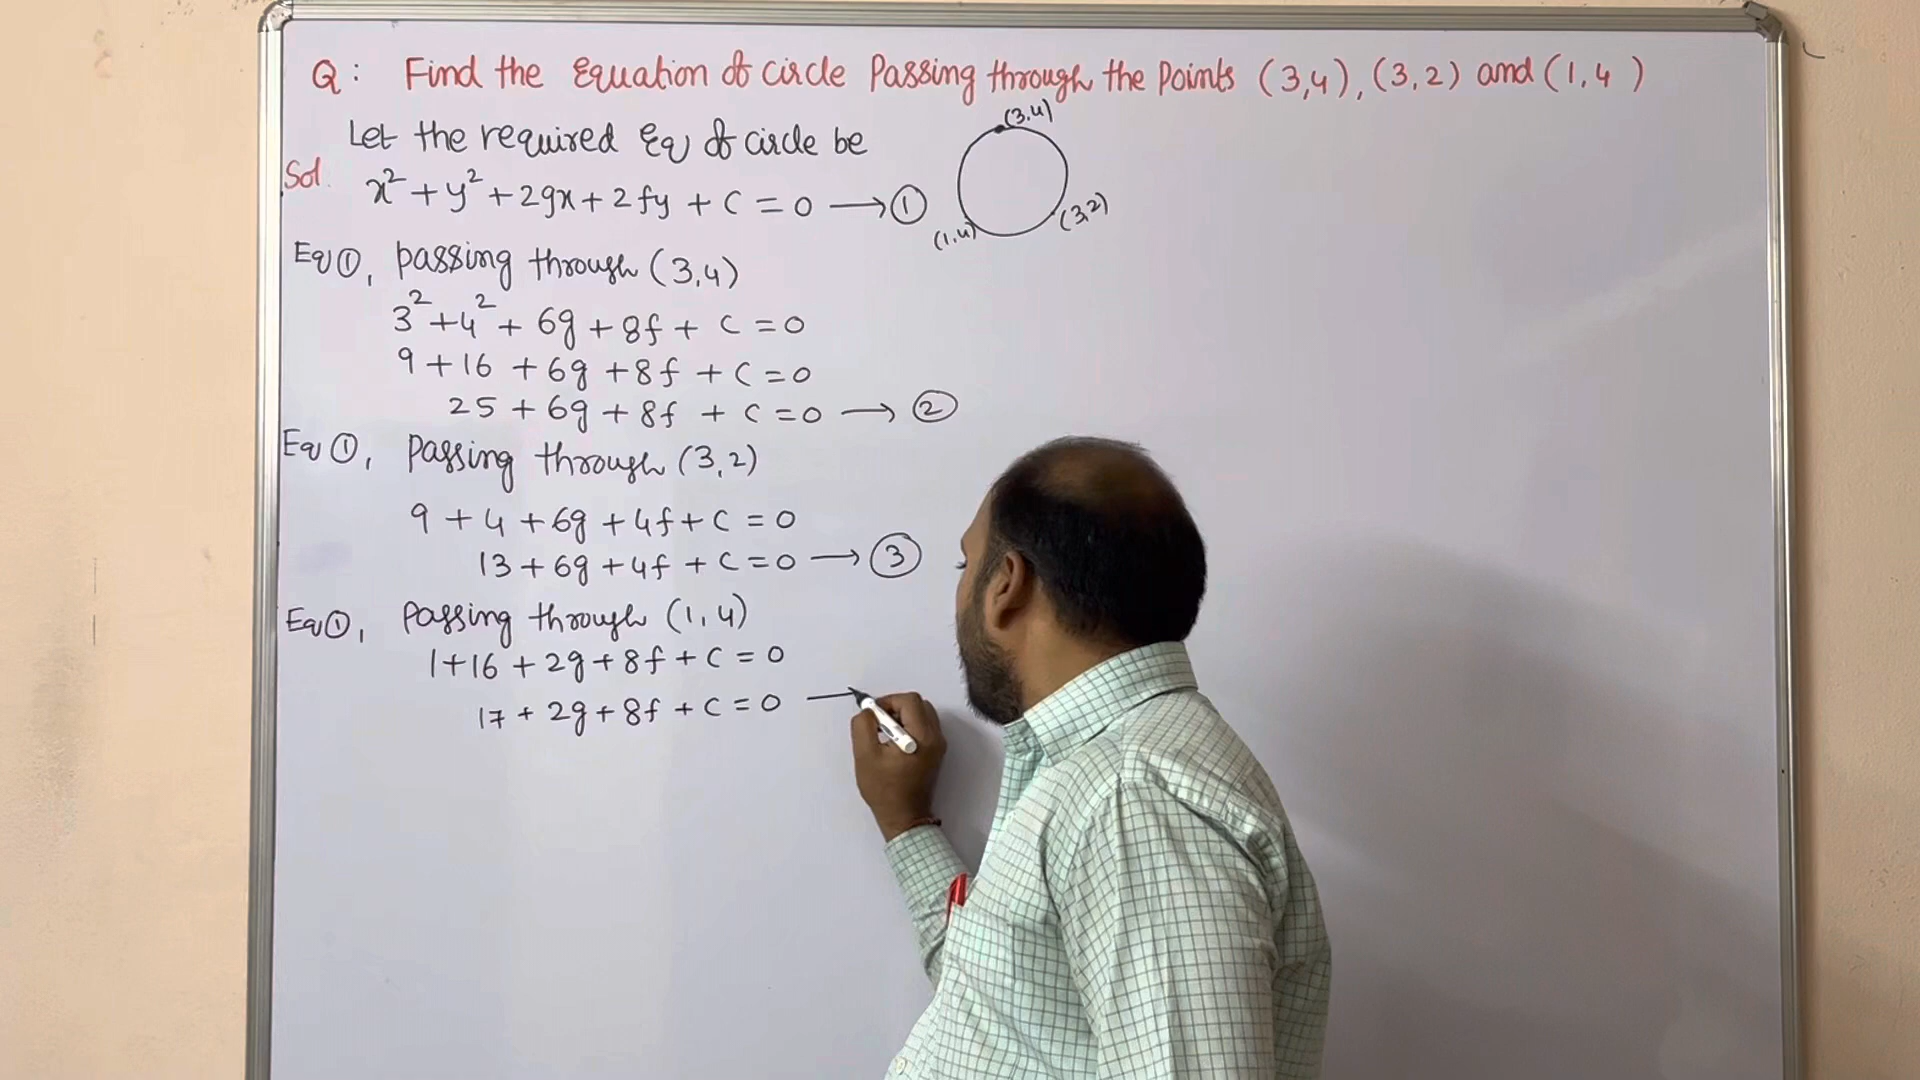 Q: Find the Equation of circle Passing through the Points (3,4), (3,2) and (1,4)
Let the required Eq of circle be
Sol.
x² + y² + 2gx + 2fy + c = 0 → ①
(3,4)
(3,2)
(1,4)
Eq ①, passing through (3,4)
3² + 4² + 6g + 8f + c = 0
9 + 16 + 6g + 8f + c = 0
25 + 6g + 8f + c = 0 → ②
Eq ①, passing through (3,2)
9 + 4 + 6g + 4f + c = 0
13 + 6g + 4f + c = 0 → ③
Eq ①, passing through (1,4)
1 + 16 + 2g + 8f + c = 0
17 + 2g + 8f + c = 0 —